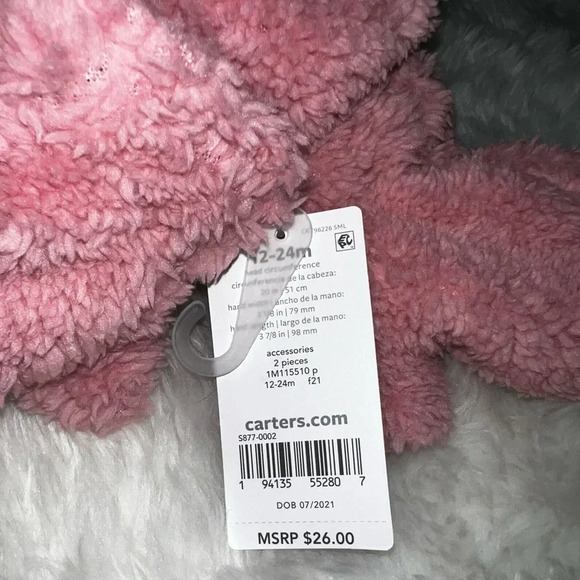 CK796226 SML
12-24m
head circumference
circunferencia de la cabeza:
20 in | 51 cm
hand width | ancho de la mano:
3 1/8 in | 79 mm
hand length | largo de la mano:
3 7/8 in | 98 mm
accessories
2 pieces
1M115510 p
12-24m f21
carters.com
S877-0002
1 94135 55280 7
DOB 07/2021
MSRP $26.00